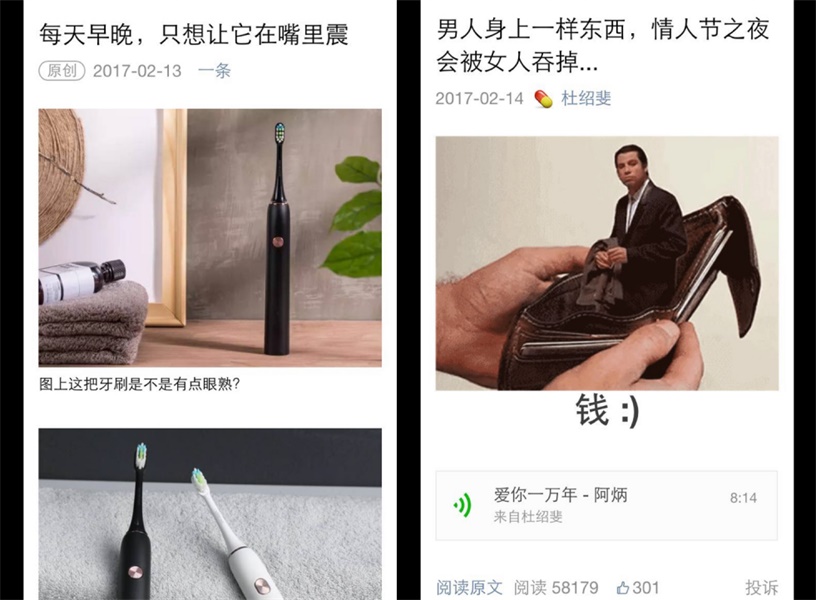 每天早晚，只想让它在嘴里震
原创 2017-02-13 一条
图上这把牙刷是不是有点眼熟?
男人身上一样东西，情人节之夜
会被女人吞掉...
2017-02-14 💊 杜绍斐
钱 :)
爱你一万年 - 阿炳
来自杜绍斐
8:14
阅读原文 阅读 58179 301 投诉